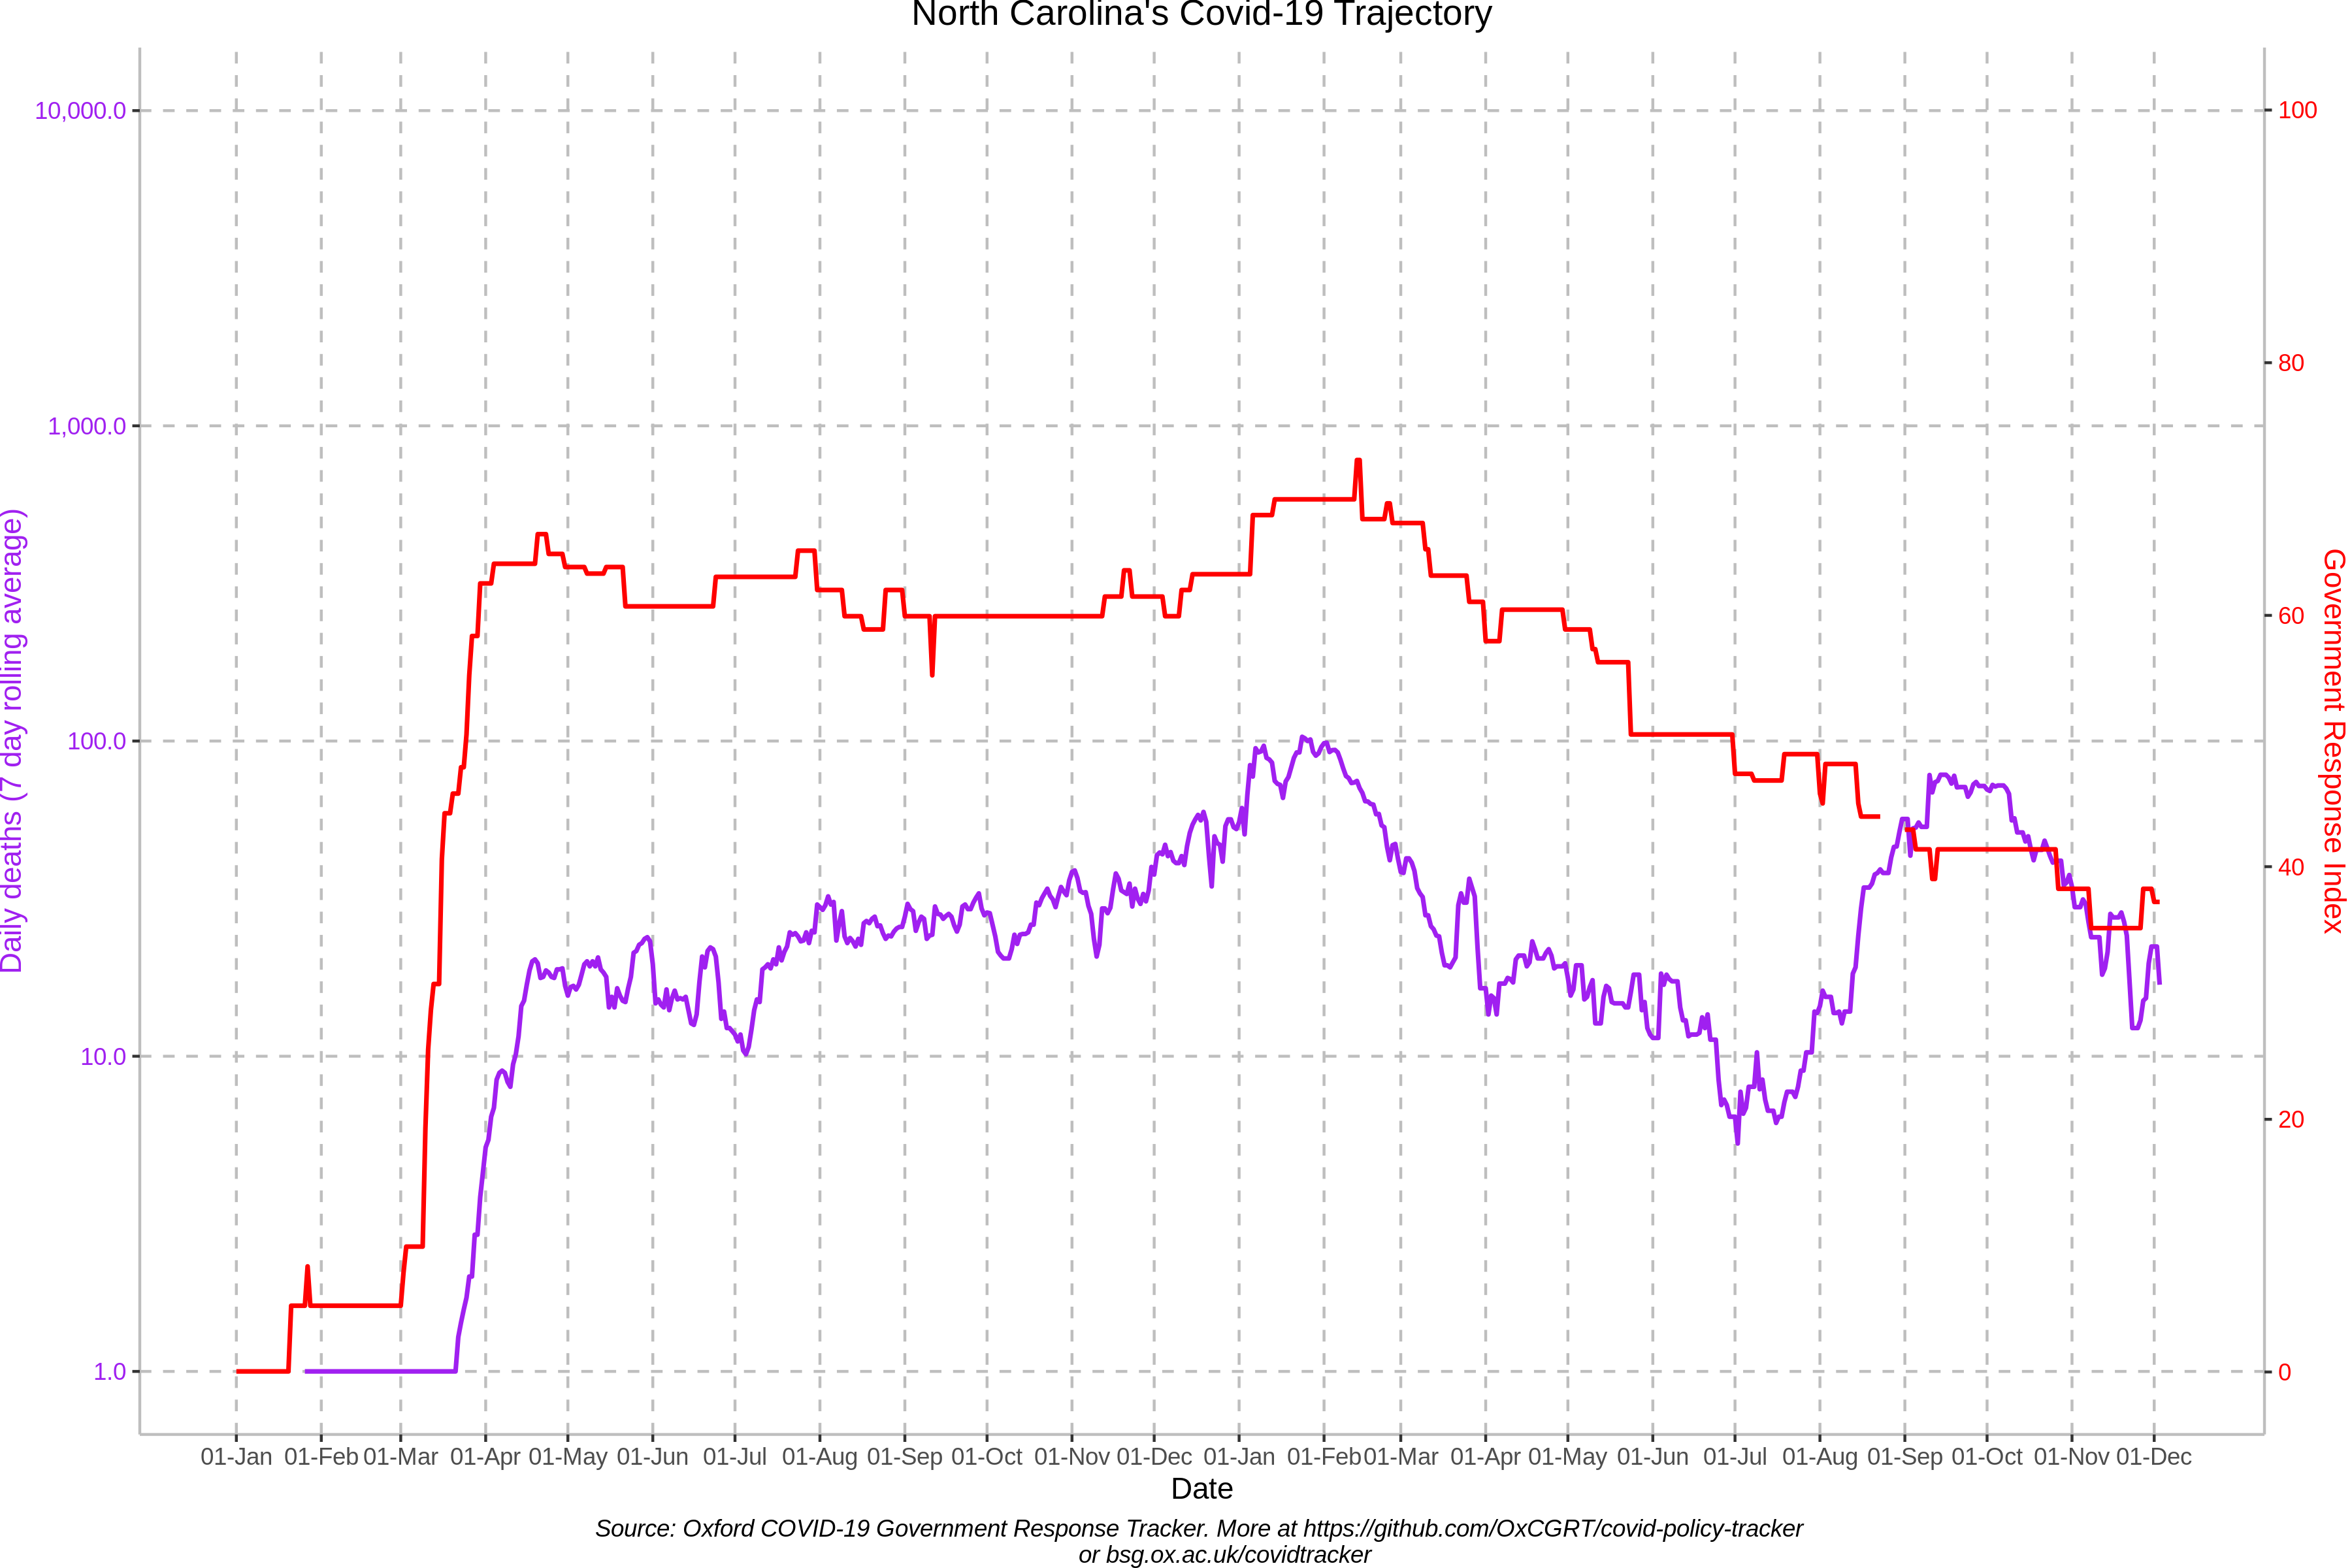 North Carolina's Covid-19 Trajectory
10,000.0
1,000.0
100.0
10.0
1.0
Daily deaths (7 day rolling average)
100
80
60
40
20
0
Government Response Index
01-Jan 01-Feb 01-Mar 01-Apr 01-May 01-Jun 01-Jul 01-Aug 01-Sep 01-Oct 01-Nov 01-Dec 01-Jan 01-Feb 01-Mar 01-Apr 01-May 01-Jun 01-Jul 01-Aug 01-Sep 01-Oct 01-Nov 01-Dec
Date
Source: Oxford COVID-19 Government Response Tracker. More at https://github.com/OxCGRT/covid-policy-tracker
or bsg.ox.ac.uk/covidtracker